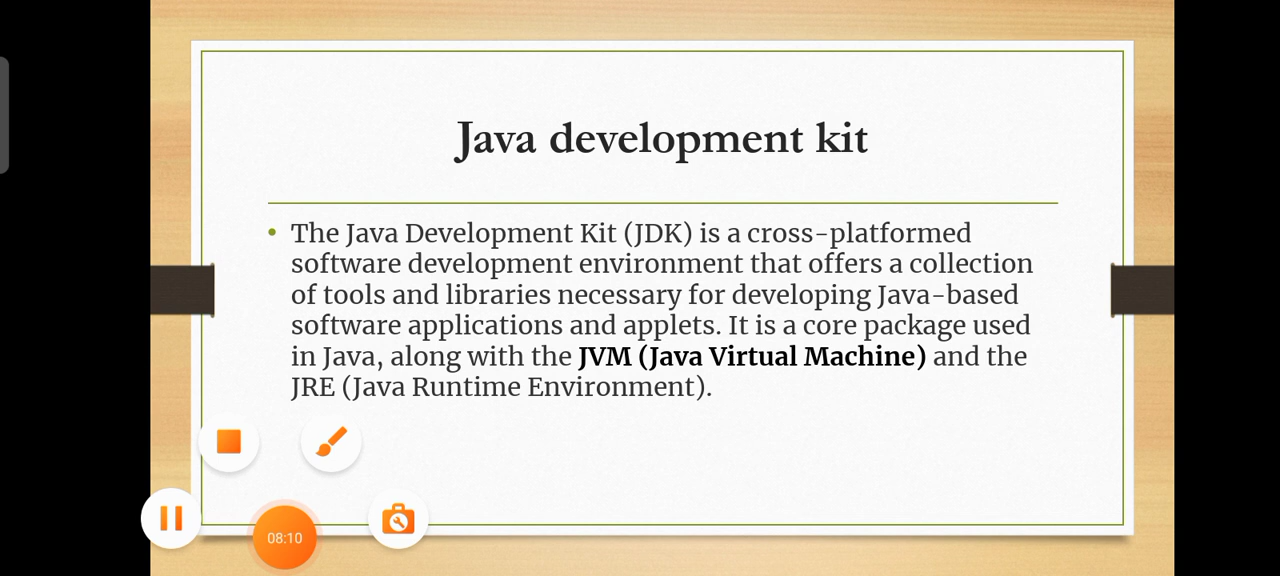 Java development kit
• The Java Development Kit (JDK) is a cross-platformed
software development environment that offers a collection
of tools and libraries necessary for developing Java-based
software applications and applets. It is a core package used
in Java, along with the JVM (Java Virtual Machine) and the
JRE (Java Runtime Environment).
08:10